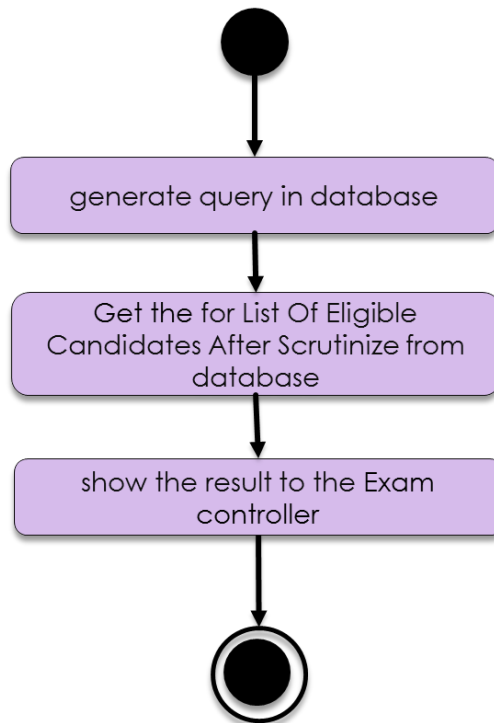 generate query in database
Get the for List Of Eligible
Candidates After Scrutinize from
database
show the result to the Exam
controller